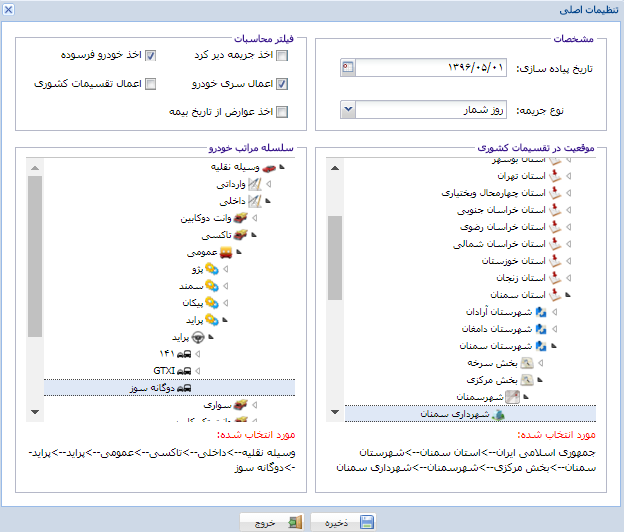 تنظیمات اصلی
مشخصات
تاریخ پیاده سازی:
۱۳۹۶/۰۵/۰۱
نوع جریمه:
روز شمار
فیلتر محاسبات
اخذ جریمه دیر کرد
اخذ خودرو فرسوده
اعمال سری خودرو
اعمال تقسیمات کشوری
اخذ عوارض از تاریخ بیمه
موقعیت در تقسیمات کشوری
استان بوشهر
استان تهران
استان چهارمحال وبختیاری
استان خراسان جنوبی
استان خراسان رضوی
استان خراسان شمالی
استان خوزستان
استان زنجان
استان سمنان
شهرستان آرادان
شهرستان دامغان
شهرستان سمنان
بخش سرخه
بخش مرکزی
شهرسمنان
شهرداری سمنان
مورد انتخاب شده:
جمهوری اسلامی ایران-->استان سمنان-->شهرستان
سمنان-->بخش مرکزی-->شهرسمنان-->شهرداری سمنان
سلسله مراتب خودرو
وسیله نقلیه
وارداتی
داخلی
وانت دوکابین
تاکسی
عمومی
پژو
سمند
پیکان
پراید
پراید
۱۴۱
GTXI
دوگانه سوز
سواری
وانت تک کابین
مورد انتخاب شده:
وسیله نقلیه-->داخلی-->تاکسی-->عمومی-->پراید-->پراید-
->دوگانه سوز
ذخیره
خروج